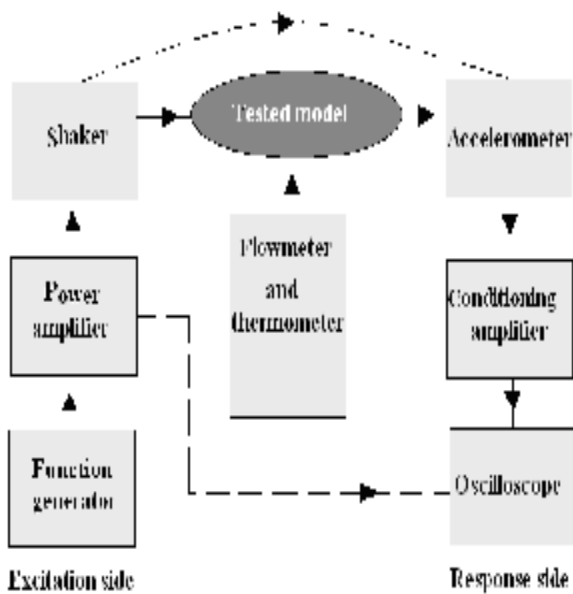 Tested model
Shaker
Accelerometer
Flowmeter
and
thermometer
Power
amplifier
Conditioning
amplifier
Function
generator
Oscilloscope
Excitation side
Response side